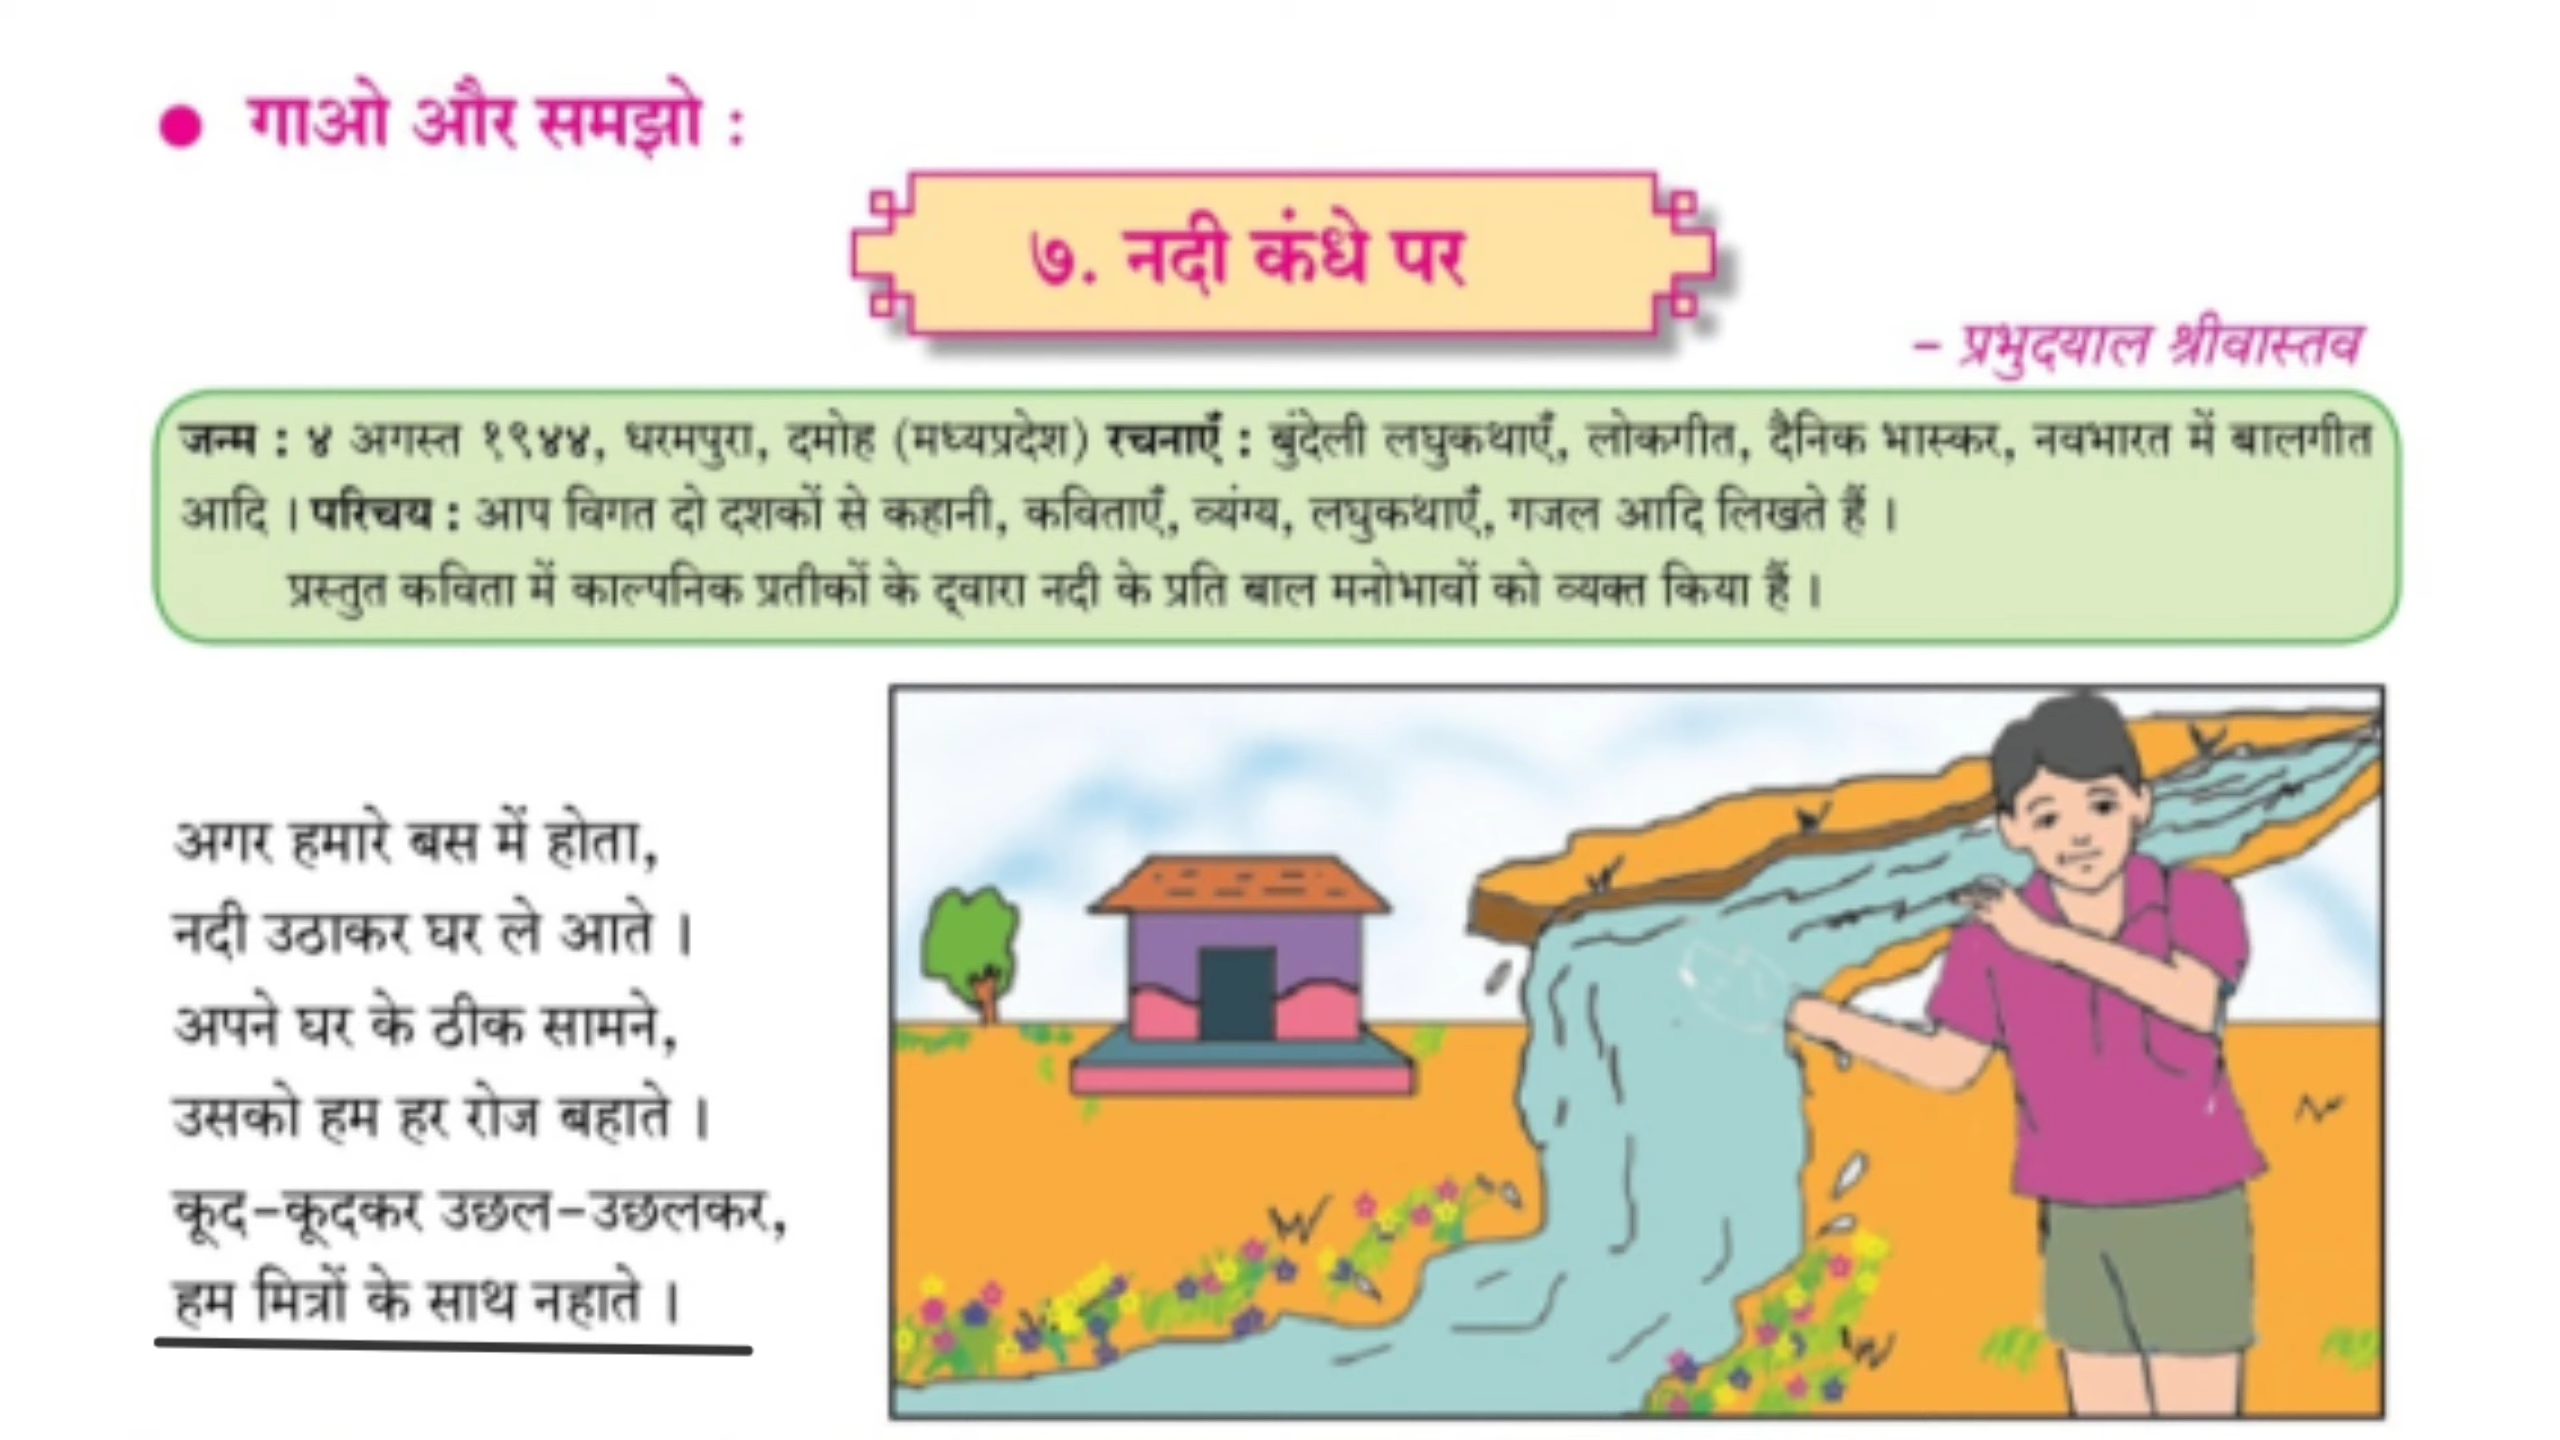 ● गाओ और समझो :
७. नदी कंधे पर
– प्रभुदयाल श्रीवास्तव
जन्म : ४ अगस्त १९४४, धरमपुरा, दमोह (मध्यप्रदेश) रचनाएँ : बुंदेली लघुकथाएँ, लोकगीत, दैनिक भास्कर, नवभारत में बालगीत
आदि । परिचय : आप विगत दो दशकों से कहानी, कविताएँ, व्यंग्य, लघुकथाएँ, गजल आदि लिखते हैं ।
प्रस्तुत कविता में काल्पनिक प्रतीकों के द्‌वारा नदी के प्रति बाल मनोभावों को व्यक्त किया हैं ।
अगर हमारे बस में होता,
नदी उठाकर घर ले आते ।
अपने घर के ठीक सामने,
उसको हम हर रोज बहाते ।
कूद-कूदकर उछल-उछलकर,
हम मित्रों के साथ नहाते ।